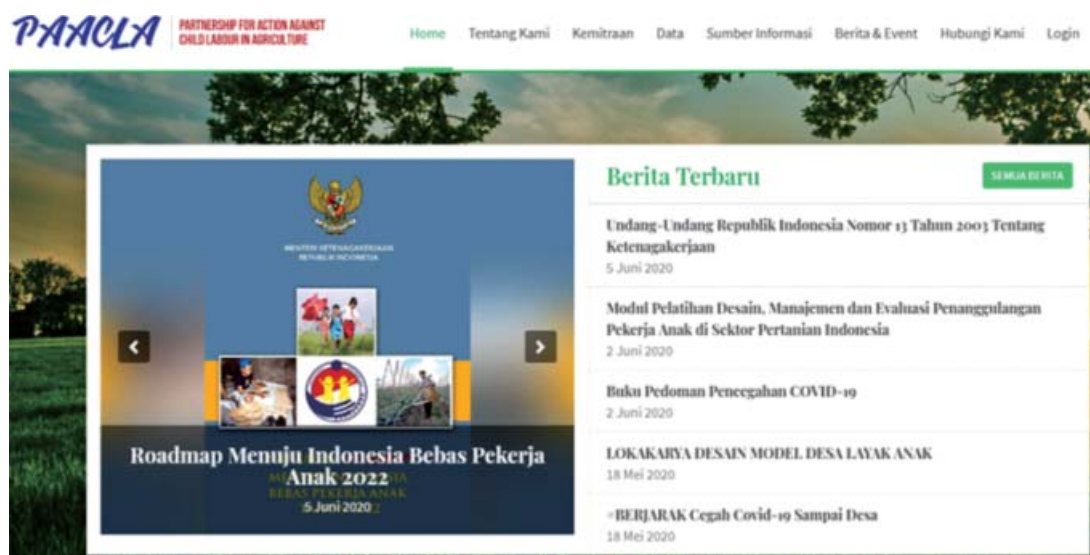 PAACLA
PARTNERSHIP FOR ACTION AGAINST
CHILD LABOUR IN AGRICULTURE
Home Tentang Kami Kemitraan Data Sumber Informasi Berita & Event Hubungi Kami Login
MENTERI KETENAGAKERJAAN
REPUBLIK INDONESIA
Roadmap Menuju Indonesia Bebas Pekerja
Anak 2022
BEBAS PEKERJA ANAK
5 Juni 2020
Berita Terbaru
SEMUA BERITA
Undang-Undang Republik Indonesia Nomor 13 Tahun 2003 Tentang
Ketenagakerjaan
5 Juni 2020
Modul Pelatihan Desain, Manajemen dan Evaluasi Penanggulangan
Pekerja Anak di Sektor Pertanian Indonesia
2 Juni 2020
Buku Pedoman Pencegahan COVID-19
2 Juni 2020
LOKAKARYA DESAIN MODEL DESA LAYAK ANAK
18 Mei 2020
#BERJARAK Cegah Covid-19 Sampai Desa
18 Mei 2020